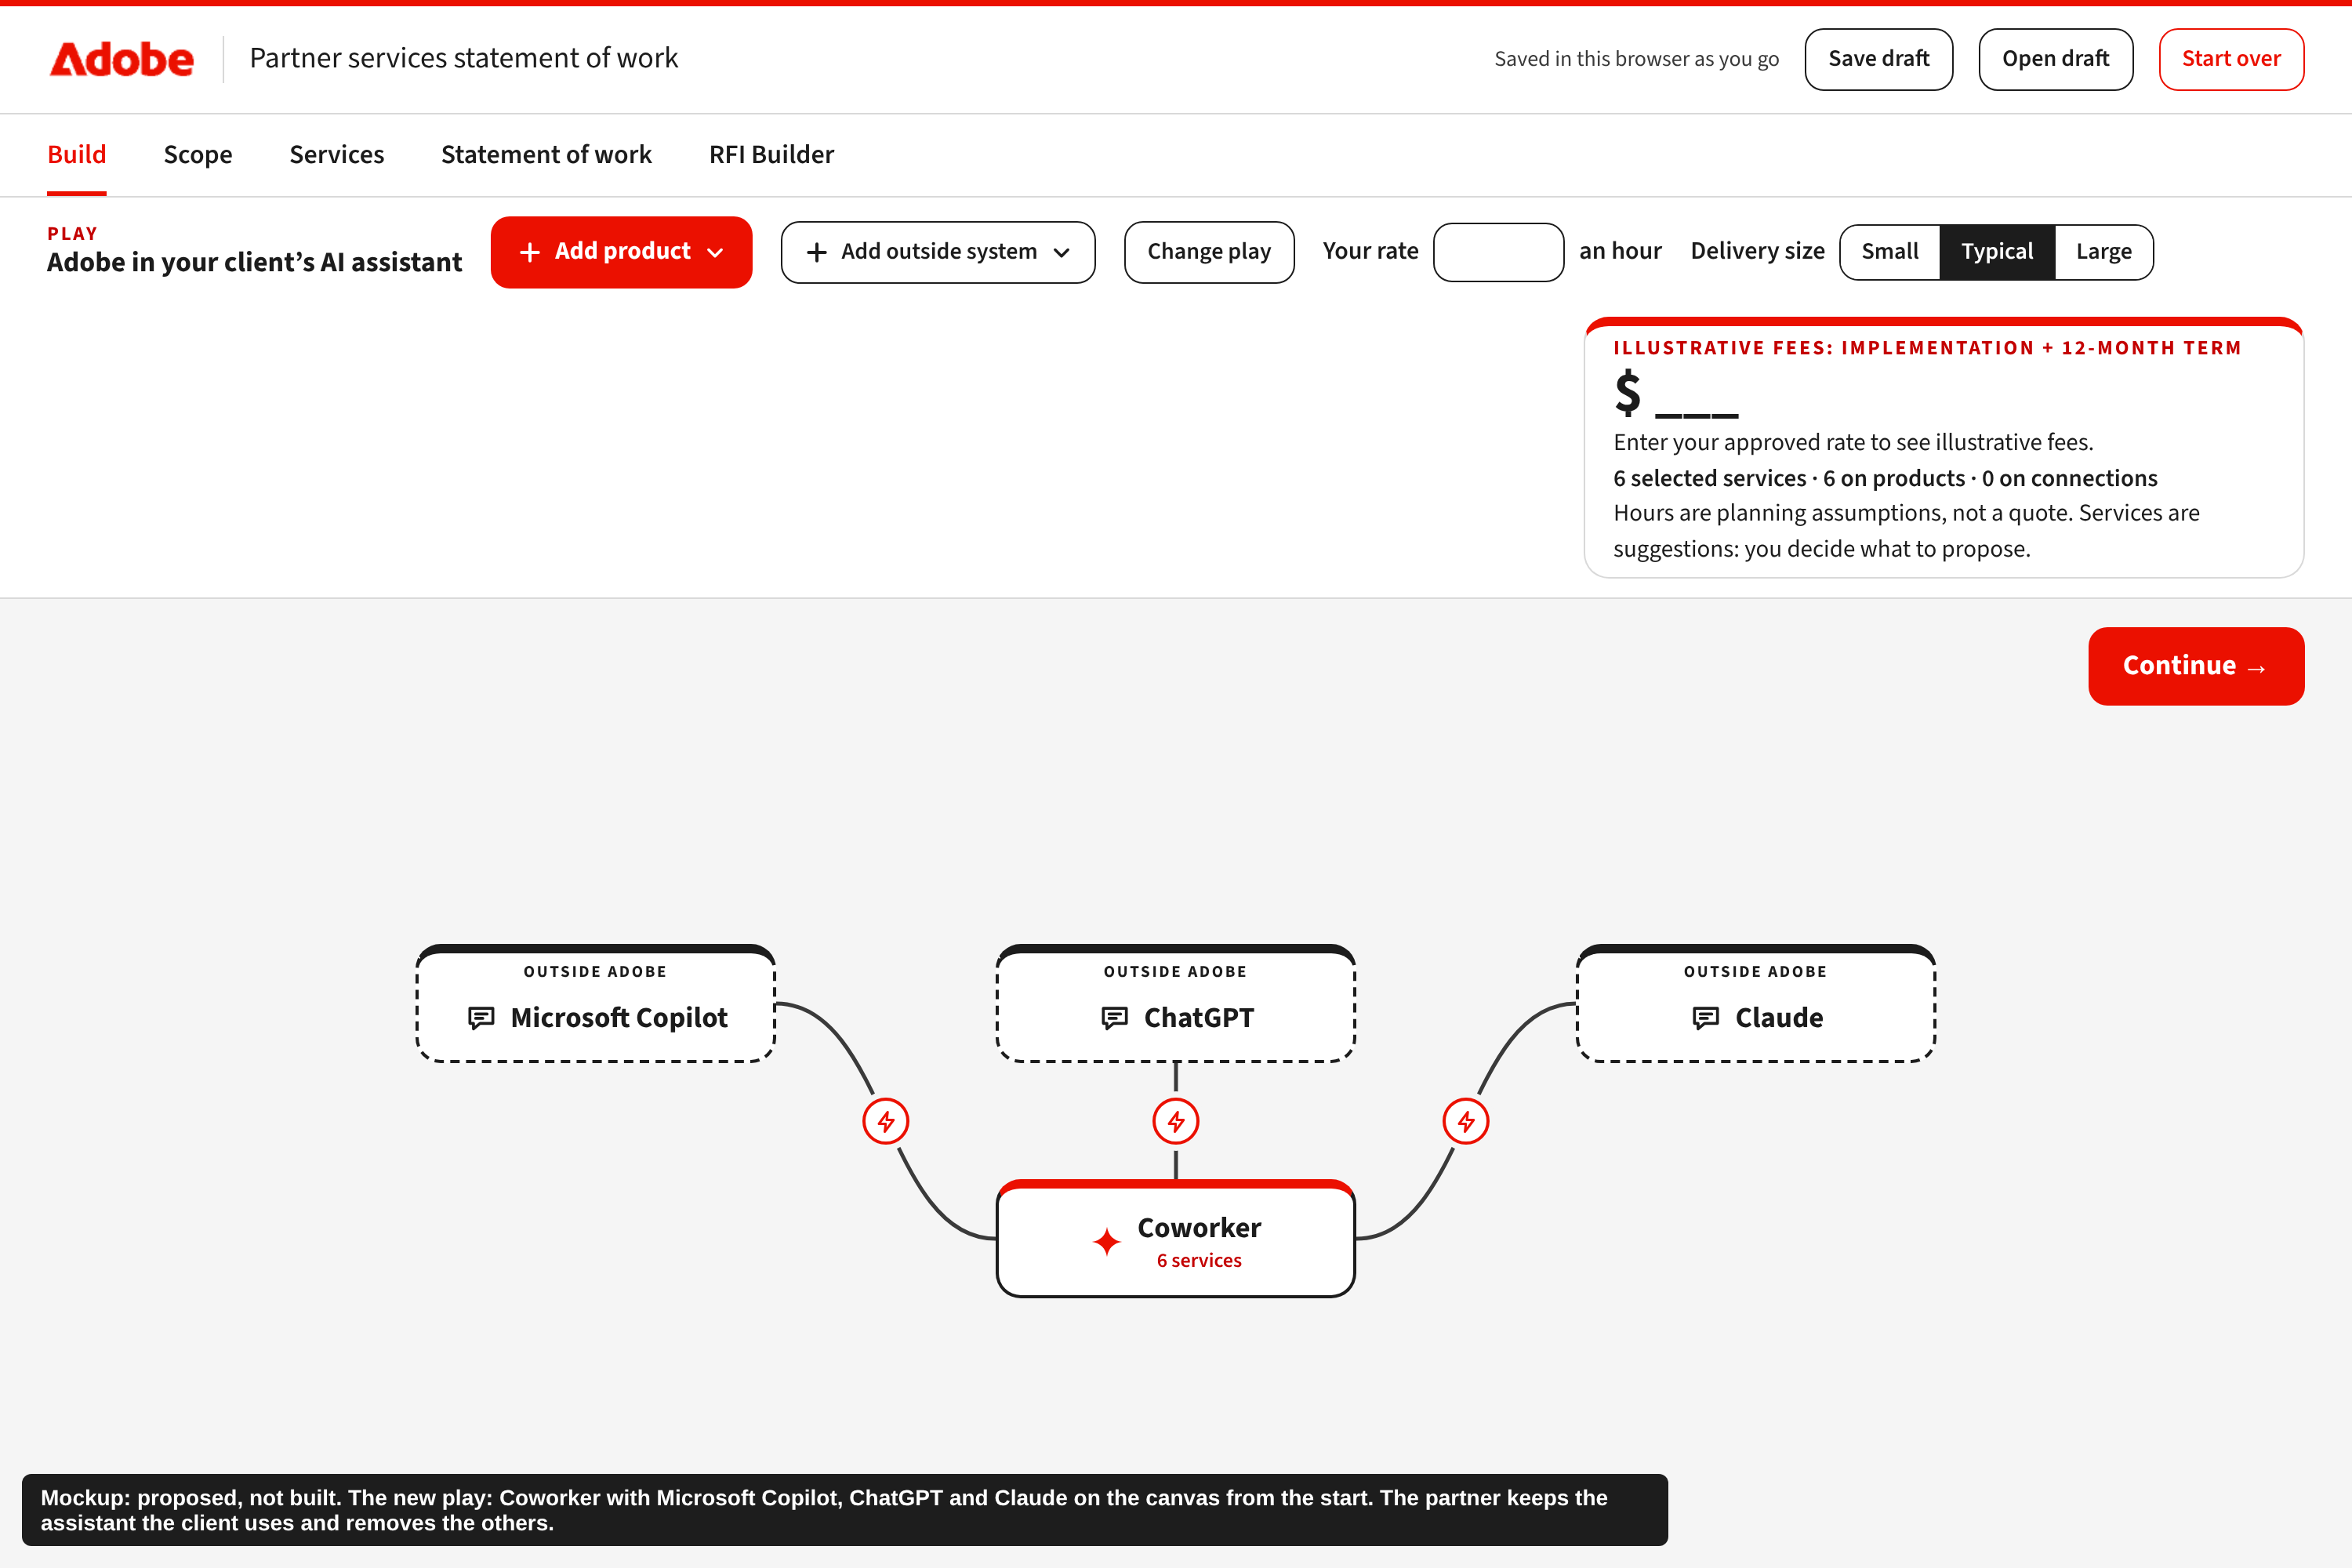 Adobe
Partner services statement of work
Saved in this browser as you go
Save draft
Open draft
Start over
Build
Scope
Services
Statement of work
RFI Builder
PLAY
Adobe in your client’s AI assistant
+ Add product
+ Add outside system
Change play
Your rate
an hour
Delivery size
Small
Typical
Large
ILLUSTRATIVE FEES: IMPLEMENTATION + 12-MONTH TERM
$ ___
Enter your approved rate to see illustrative fees.
6 selected services · 6 on products · 0 on connections
Hours are planning assumptions, not a quote. Services are
suggestions: you decide what to propose.
Continue →
OUTSIDE ADOBE
Microsoft Copilot
OUTSIDE ADOBE
ChatGPT
OUTSIDE ADOBE
Claude
Coworker
6 services
Mockup: proposed, not built. The new play: Coworker with Microsoft Copilot, ChatGPT and Claude on the canvas from the start. The partner keeps the
assistant the client uses and removes the others.